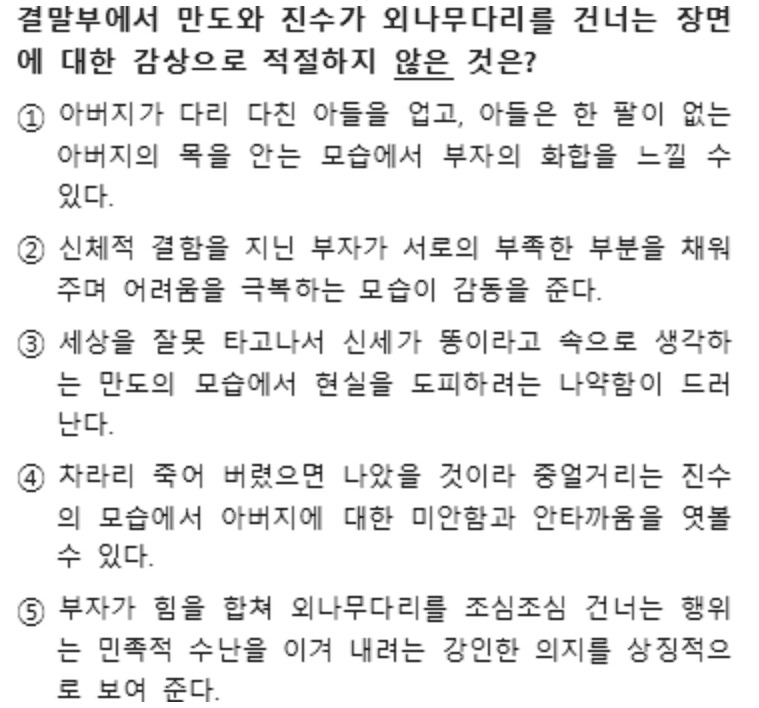 결말부에서 만도와 진수가 외나무다리를 건너는 장면
에 대한 감상으로 적절하지 않은 것은?
① 아버지가 다리 다친 아들을 업고, 아들은 한 팔이 없는
아버지의 목을 안는 모습에서 부자의 화합을 느낄 수
있다.
② 신체적 결함을 지닌 부자가 서로의 부족한 부분을 채워
주며 어려움을 극복하는 모습이 감동을 준다.
③ 세상을 잘못 타고나서 신세가 똥이라고 속으로 생각하
는 만도의 모습에서 현실을 도피하려는 나약함이 드러
난다.
④ 차라리 죽어 버렸으면 나았을 것이라 중얼거리는 진수
의 모습에서 아버지에 대한 미안함과 안타까움을 엿볼
수 있다.
⑤ 부자가 힘을 합쳐 외나무다리를 조심조심 건너는 행위
는 민족적 수난을 이겨 내려는 강인한 의지를 상징적으
로 보여 준다.